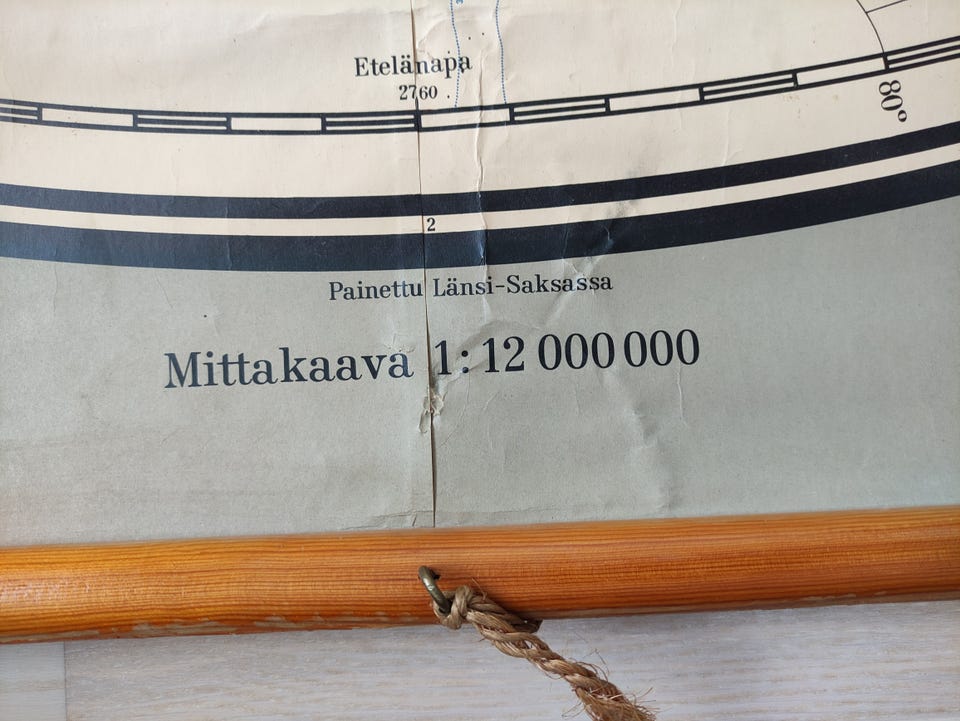 Etelänapa
2760 .
80°
2
Painettu Länsi-Saksassa
Mittakaava 1:12 000 000